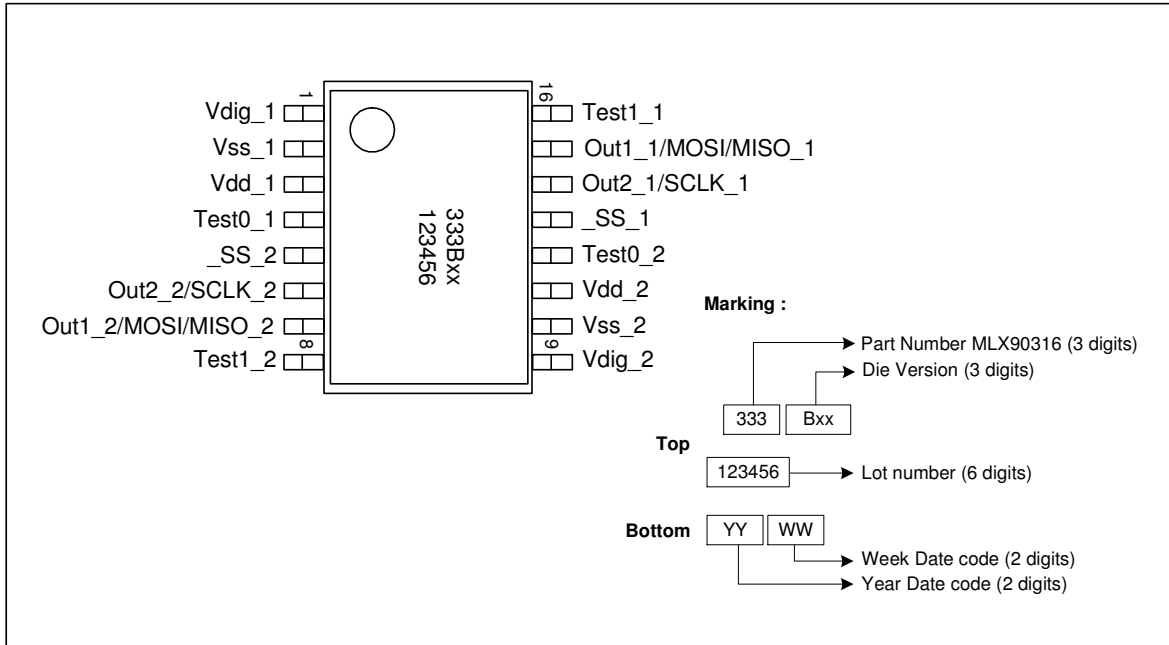 1
16
Vdig_1
Test1_1
Vss_1
Out1_1/MOSI/MISO_1
Vdd_1
Out2_1/SCLK_1
Test0_1
_SS_1
_SS_2
Test0_2
Out2_2/SCLK_2
Vdd_2
Out1_2/MOSI/MISO_2
Vss_2
8
9
Test1_2
Vdig_2
333Bxx
123456
Marking :
Part Number MLX90316 (3 digits)
Die Version (3 digits)
333 Bxx
Top
123456 Lot number (6 digits)
Bottom YY WW
Week Date code (2 digits)
Year Date code (2 digits)